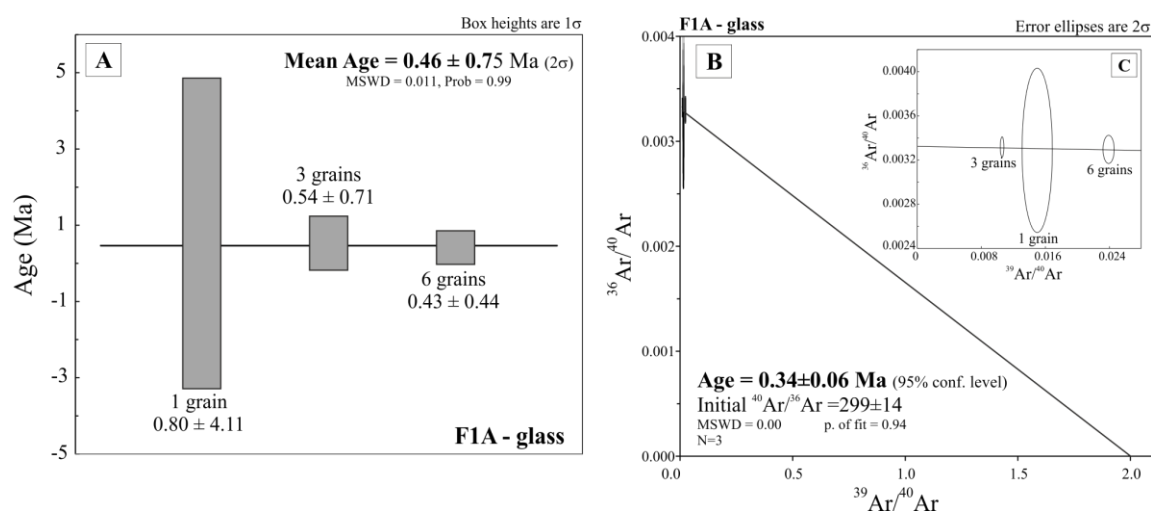 Box heights are 1σ
A
Mean Age = 0.46 ± 0.75 Ma (2σ)
MSWD = 0.011, Prob = 0.99
5
3
1
-1
-3
-5
Age (Ma)
3 grains
0.54 ± 0.71
6 grains
0.43 ± 0.44
1 grain
0.80 ± 4.11
F1A - glass
F1A - glass
Error ellipses are 2σ
B
0.004
0.003
0.002
0.001
0.000
³⁶Ar/⁴⁰Ar
C
0.0040
0.0036
0.0032
0.0028
0.0024
³⁶Ar/⁴⁰Ar
3 grains
6 grains
1 grain
0
0.008
0.016
0.024
³⁹Ar/⁴⁰Ar
Age = 0.34±0.06 Ma (95% conf. level)
Initial ⁴⁰Ar/³⁶Ar =299±14
MSWD = 0.00 p. of fit = 0.94
N=3
0.0
0.5
1.0
1.5
2.0
³⁹Ar/⁴⁰Ar